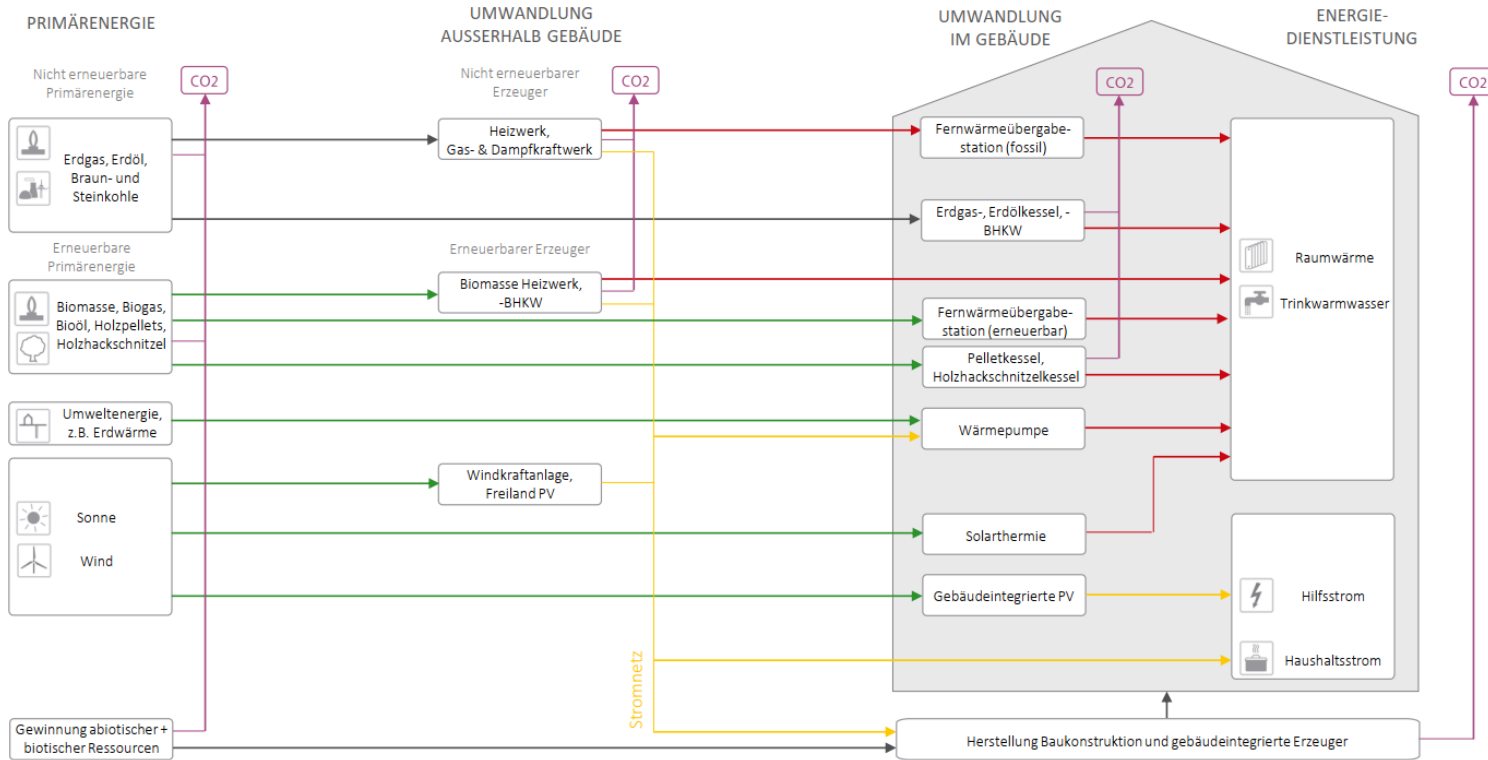 PRIMÄRENERGIE
UMWANDLUNG
AUSSERHALB GEBÄUDE
UMWANDLUNG
IM GEBÄUDE
ENERGIE-
DIENSTLEISTUNG
Nicht erneuerbare
Primärenergie
CO2
Nicht erneuerbarer
Erzeuger
CO2
CO2
CO2
Erdgas, Erdöl,
Braun- und
Steinkohle
Heizwerk,
Gas- & Dampfkraftwerk
Fernwärmeübergabe-
station (fossil)
Erdgas-, Erdölkessel, -
BHKW
Raumwärme
Trinkwarmwasser
Erneuerbare
Primärenergie
Erneuerbarer Erzeuger
Biomasse, Biogas,
Bioöl, Holzpellets,
Holzhackschnitzel
Biomasse Heizwerk,
-BHKW
Fernwärmeübergabe-
station (erneuerbar)
Pelletkessel,
Holzhackschnitzelkessel
Umweltenergie,
z.B. Erdwärme
Wärmepumpe
Sonne
Wind
Windkraftanlage,
Freiland PV
Solarthermie
Gebäudeintegrierte PV
Hilfsstrom
Haushaltsstrom
Stromnetz
Gewinnung abiotischer +
biotischer Ressourcen
Herstellung Baukonstruktion und gebäudeintegrierte Erzeuger